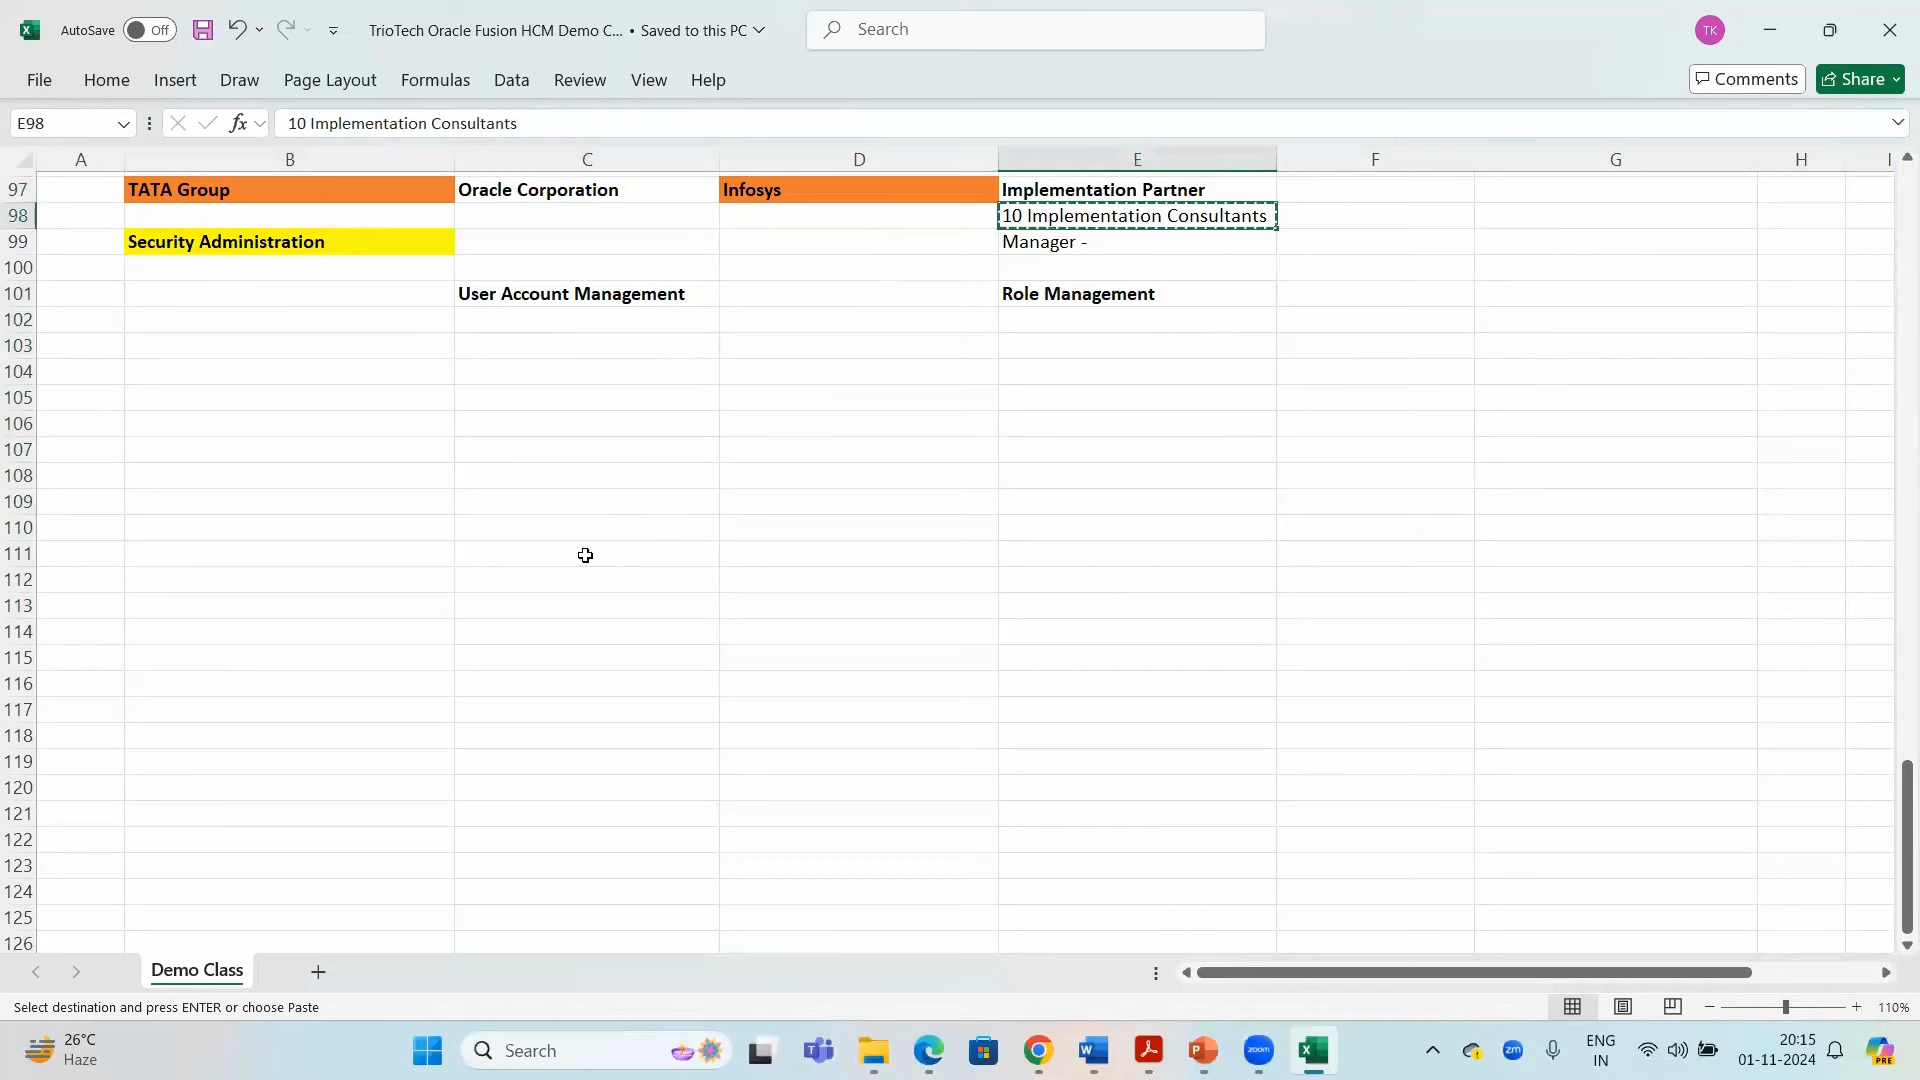 AutoSave Off TrioTech Oracle Fusion HCM Demo C... • Saved to this PC Search TK
File Home Insert Draw Page Layout Formulas Data Review View Help Comments Share
E98 fx 10 Implementation Consultants
A B C D E F G H I
97 TATA Group Oracle Corporation Infosys Implementation Partner
98 10 Implementation Consultants
99 Security Administration Manager -
100
101 User Account Management Role Management
102
103
104
105
106
107
108
109
110
111
112
113
114
115
116
117
118
119
120
121
122
123
124
125
126
Demo Class
Select destination and press ENTER or choose Paste 110%
26°C
Haze
Search
zoom
zm
ENG
IN
20:15
01-11-2024
PRE